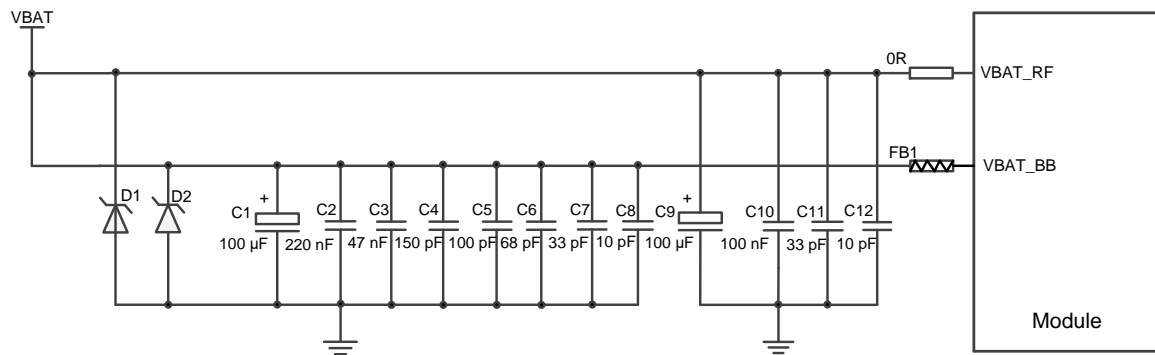 VBAT
0R
VBAT_RF
FB1
VBAT_BB
D1
D2
+
C1
100 µF
C2
220 nF
C3
47 nF
C4
150 pF
C5
100 pF
C6
68 pF
C7
33 pF
C8
10 pF
+
C9
100 µF
C10
100 nF
C11
33 pF
C12
10 pF
Module